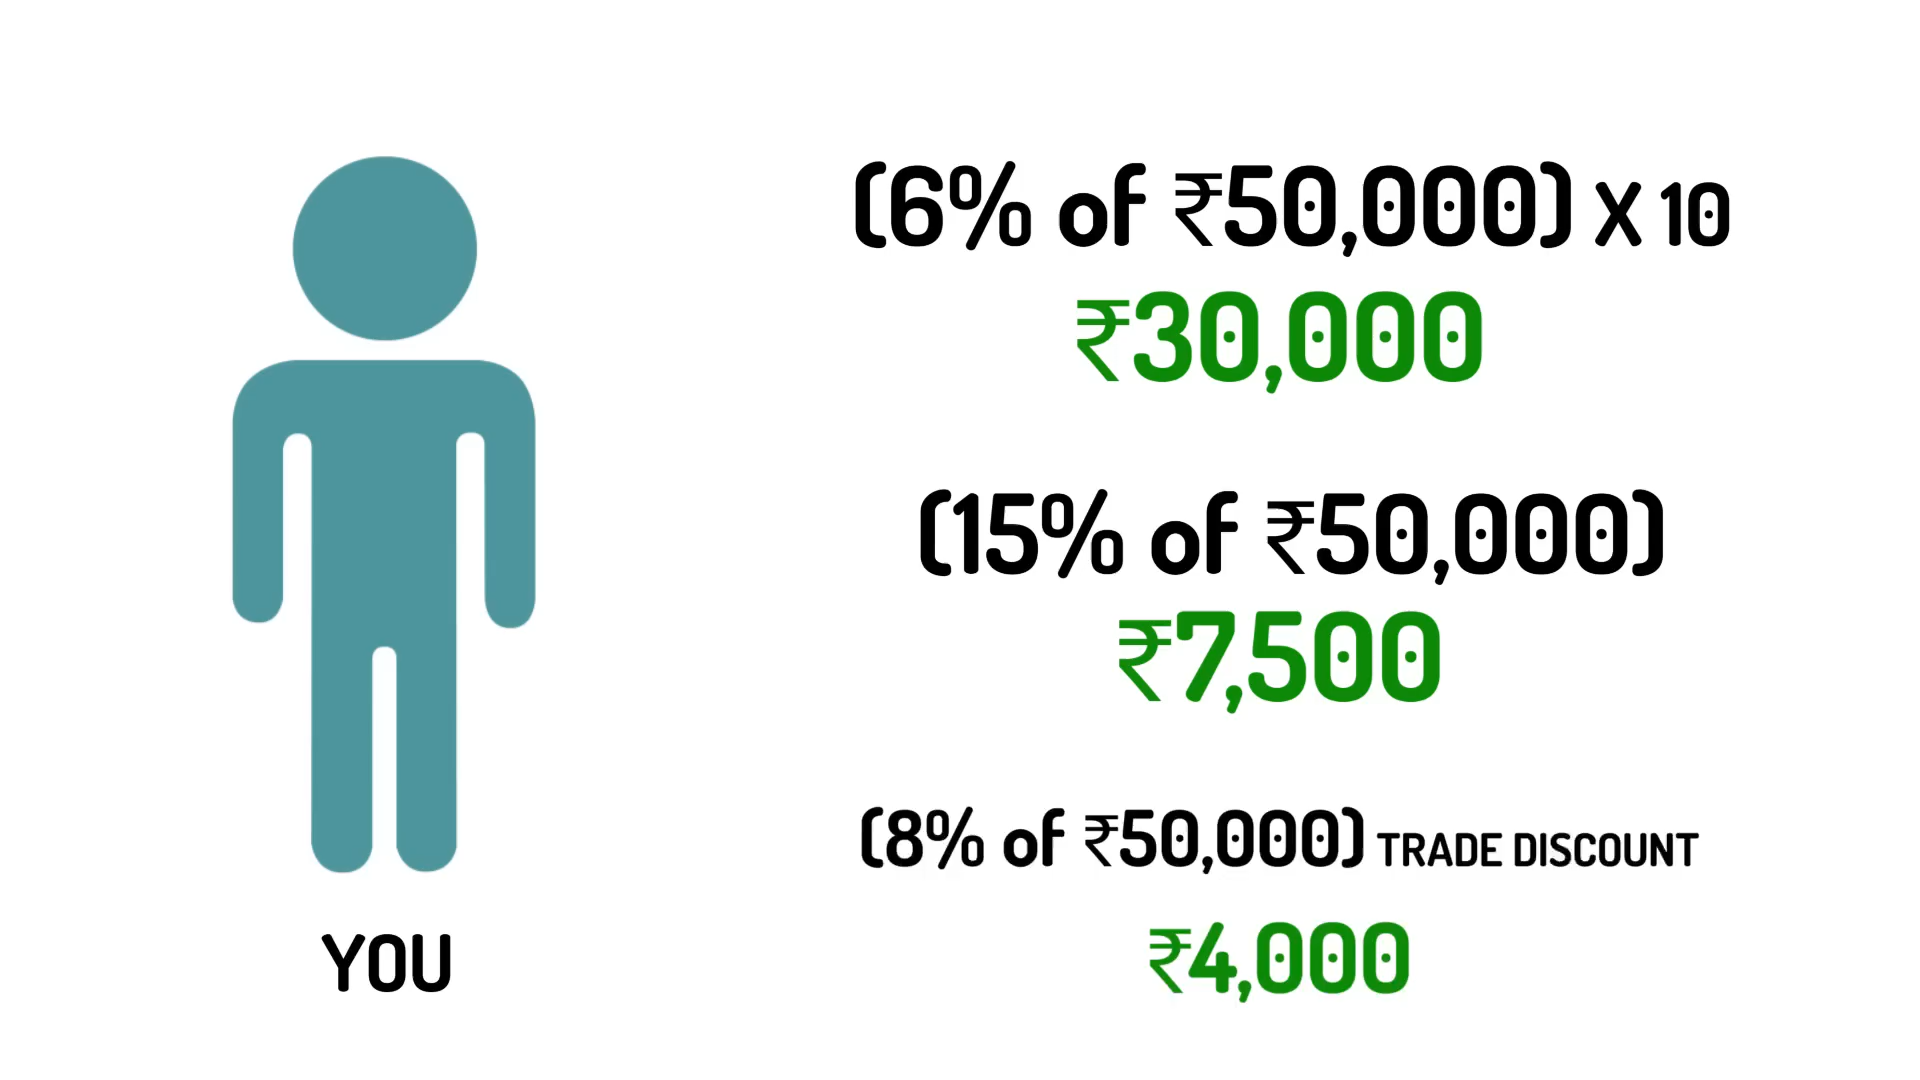 (6% of ₹50,000) X 10
₹30,000
(15% of ₹50,000)
₹7,500
(8% of ₹50,000) TRADE DISCOUNT
₹4,000
YOU